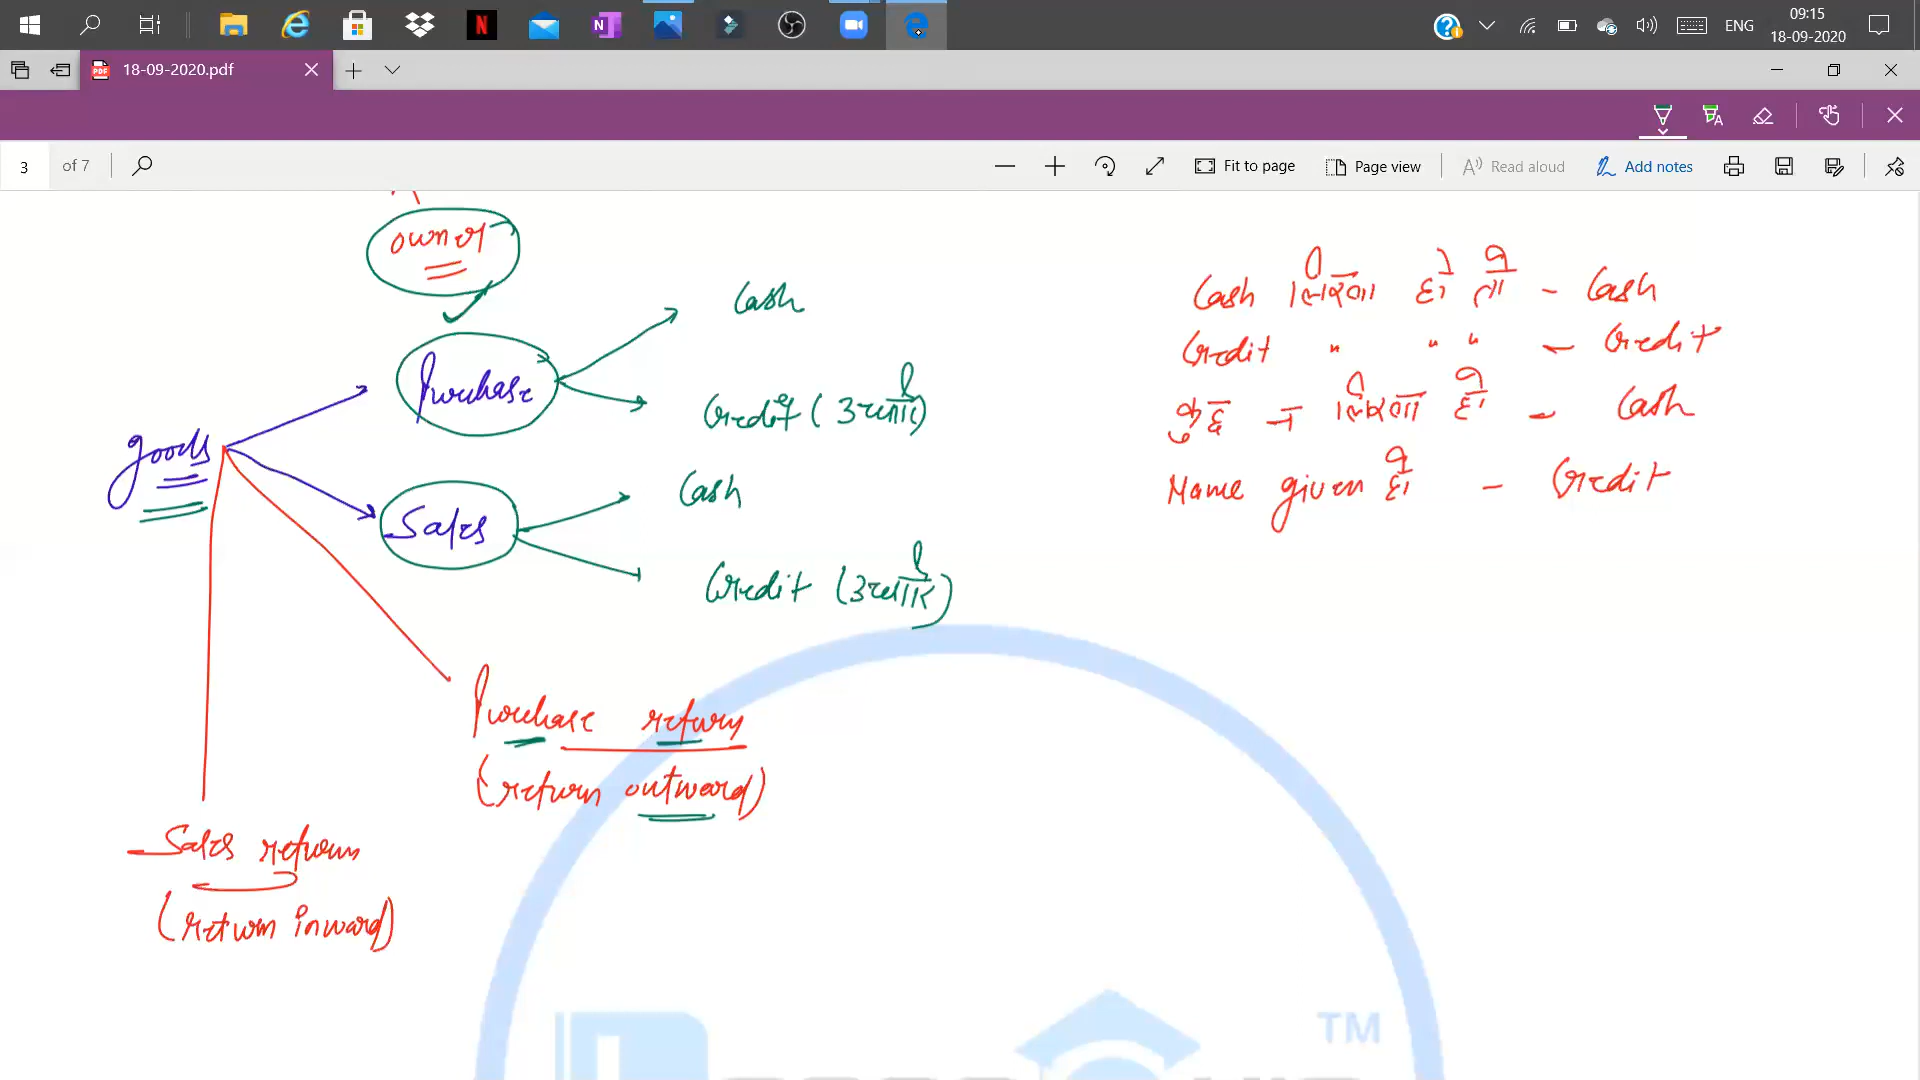 09:15
ENG
18-09-2020
18-09-2020.pdf
3 of 7
Fit to page
Page view
Read aloud
Add notes
owner
Cash
Purchase
Credit (उधार)
goods
Cash
Sales
Credit (उधार)
Purchase return
(return outward)
Sales return
(return inward)
Cash लिखा हो तो - Cash
Credit " " " - Credit
कुछ न लिखा हो - Cash
Name given हो - Credit
TM